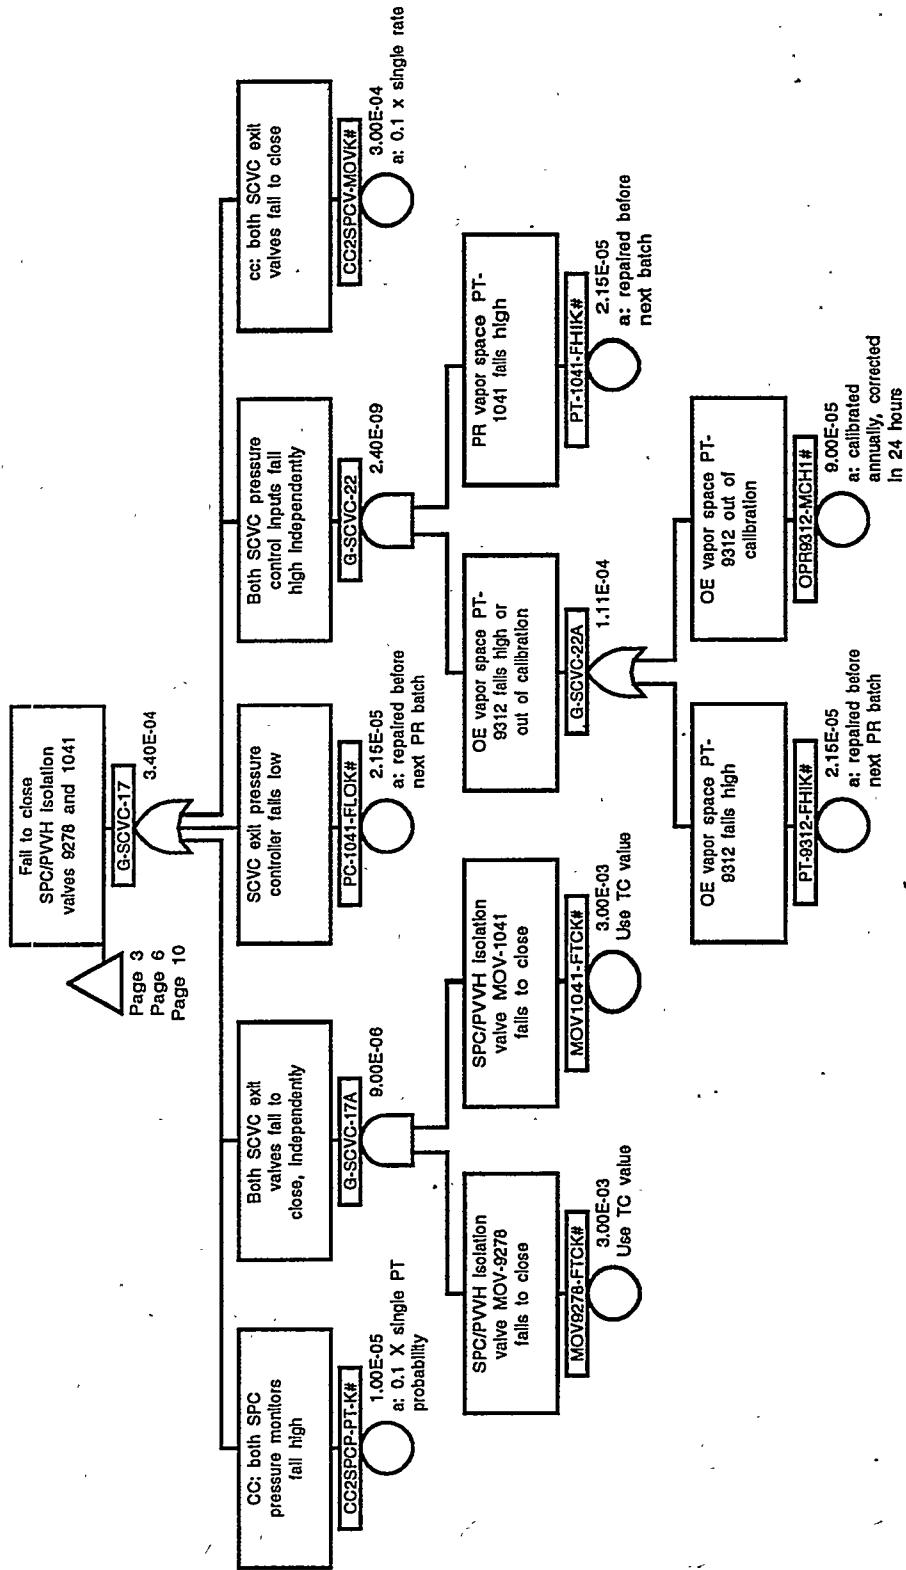 Fail to close
SPC/PVVH Isolation
valves 9278 and 1041
G-SCVC-17
3.40E-04
Page 3
Page 6
Page 10
CC: both SPC
pressure monitors
fail high
CC2SPCP-PT-K#
1.00E-05
a: 0.1 X single PT
probability
Both SCVC exit
valves fail to
close, Independently
G-SCVC-17A
9.00E-06
SCVC exit pressure
controller fails low
PC-1041-FLOK#
2.15E-05
a: repaired before
next PR batch
Both SCVC pressure
control Inputs fail
high Independently
G-SCVC-22
2.40E-09
cc: both SCVC exit
valves fail to close
CC2SPCV-MOVK#
3.00E-04
a: 0.1 x single rate
SPC/PVVH Isolation
valve MOV-9278
fails to close
MOV9278-FTCK#
3.00E-03
Use TC value
SPC/PVVH Isolation
valve MOV-1041
fails to close
MOV1041-FTCK#
3.00E-03
Use TC value
OE vapor space PT-
9312 fails high or
out of calibration
G-SCVC-22A
1.11E-04
PR vapor space PT-
1041 fails high
PT-1041-FHIK#
2.15E-05
a: repaired before
next batch
OE vapor space PT-
9312 fails high
PT-9312-FHIK#
2.15E-05
a: repaired before
next PR batch
OE vapor space PT-
9312 out of
calibration
OPR9312-MCH1#
9.00E-05
a: calibrated
annually, corrected
In 24 hours